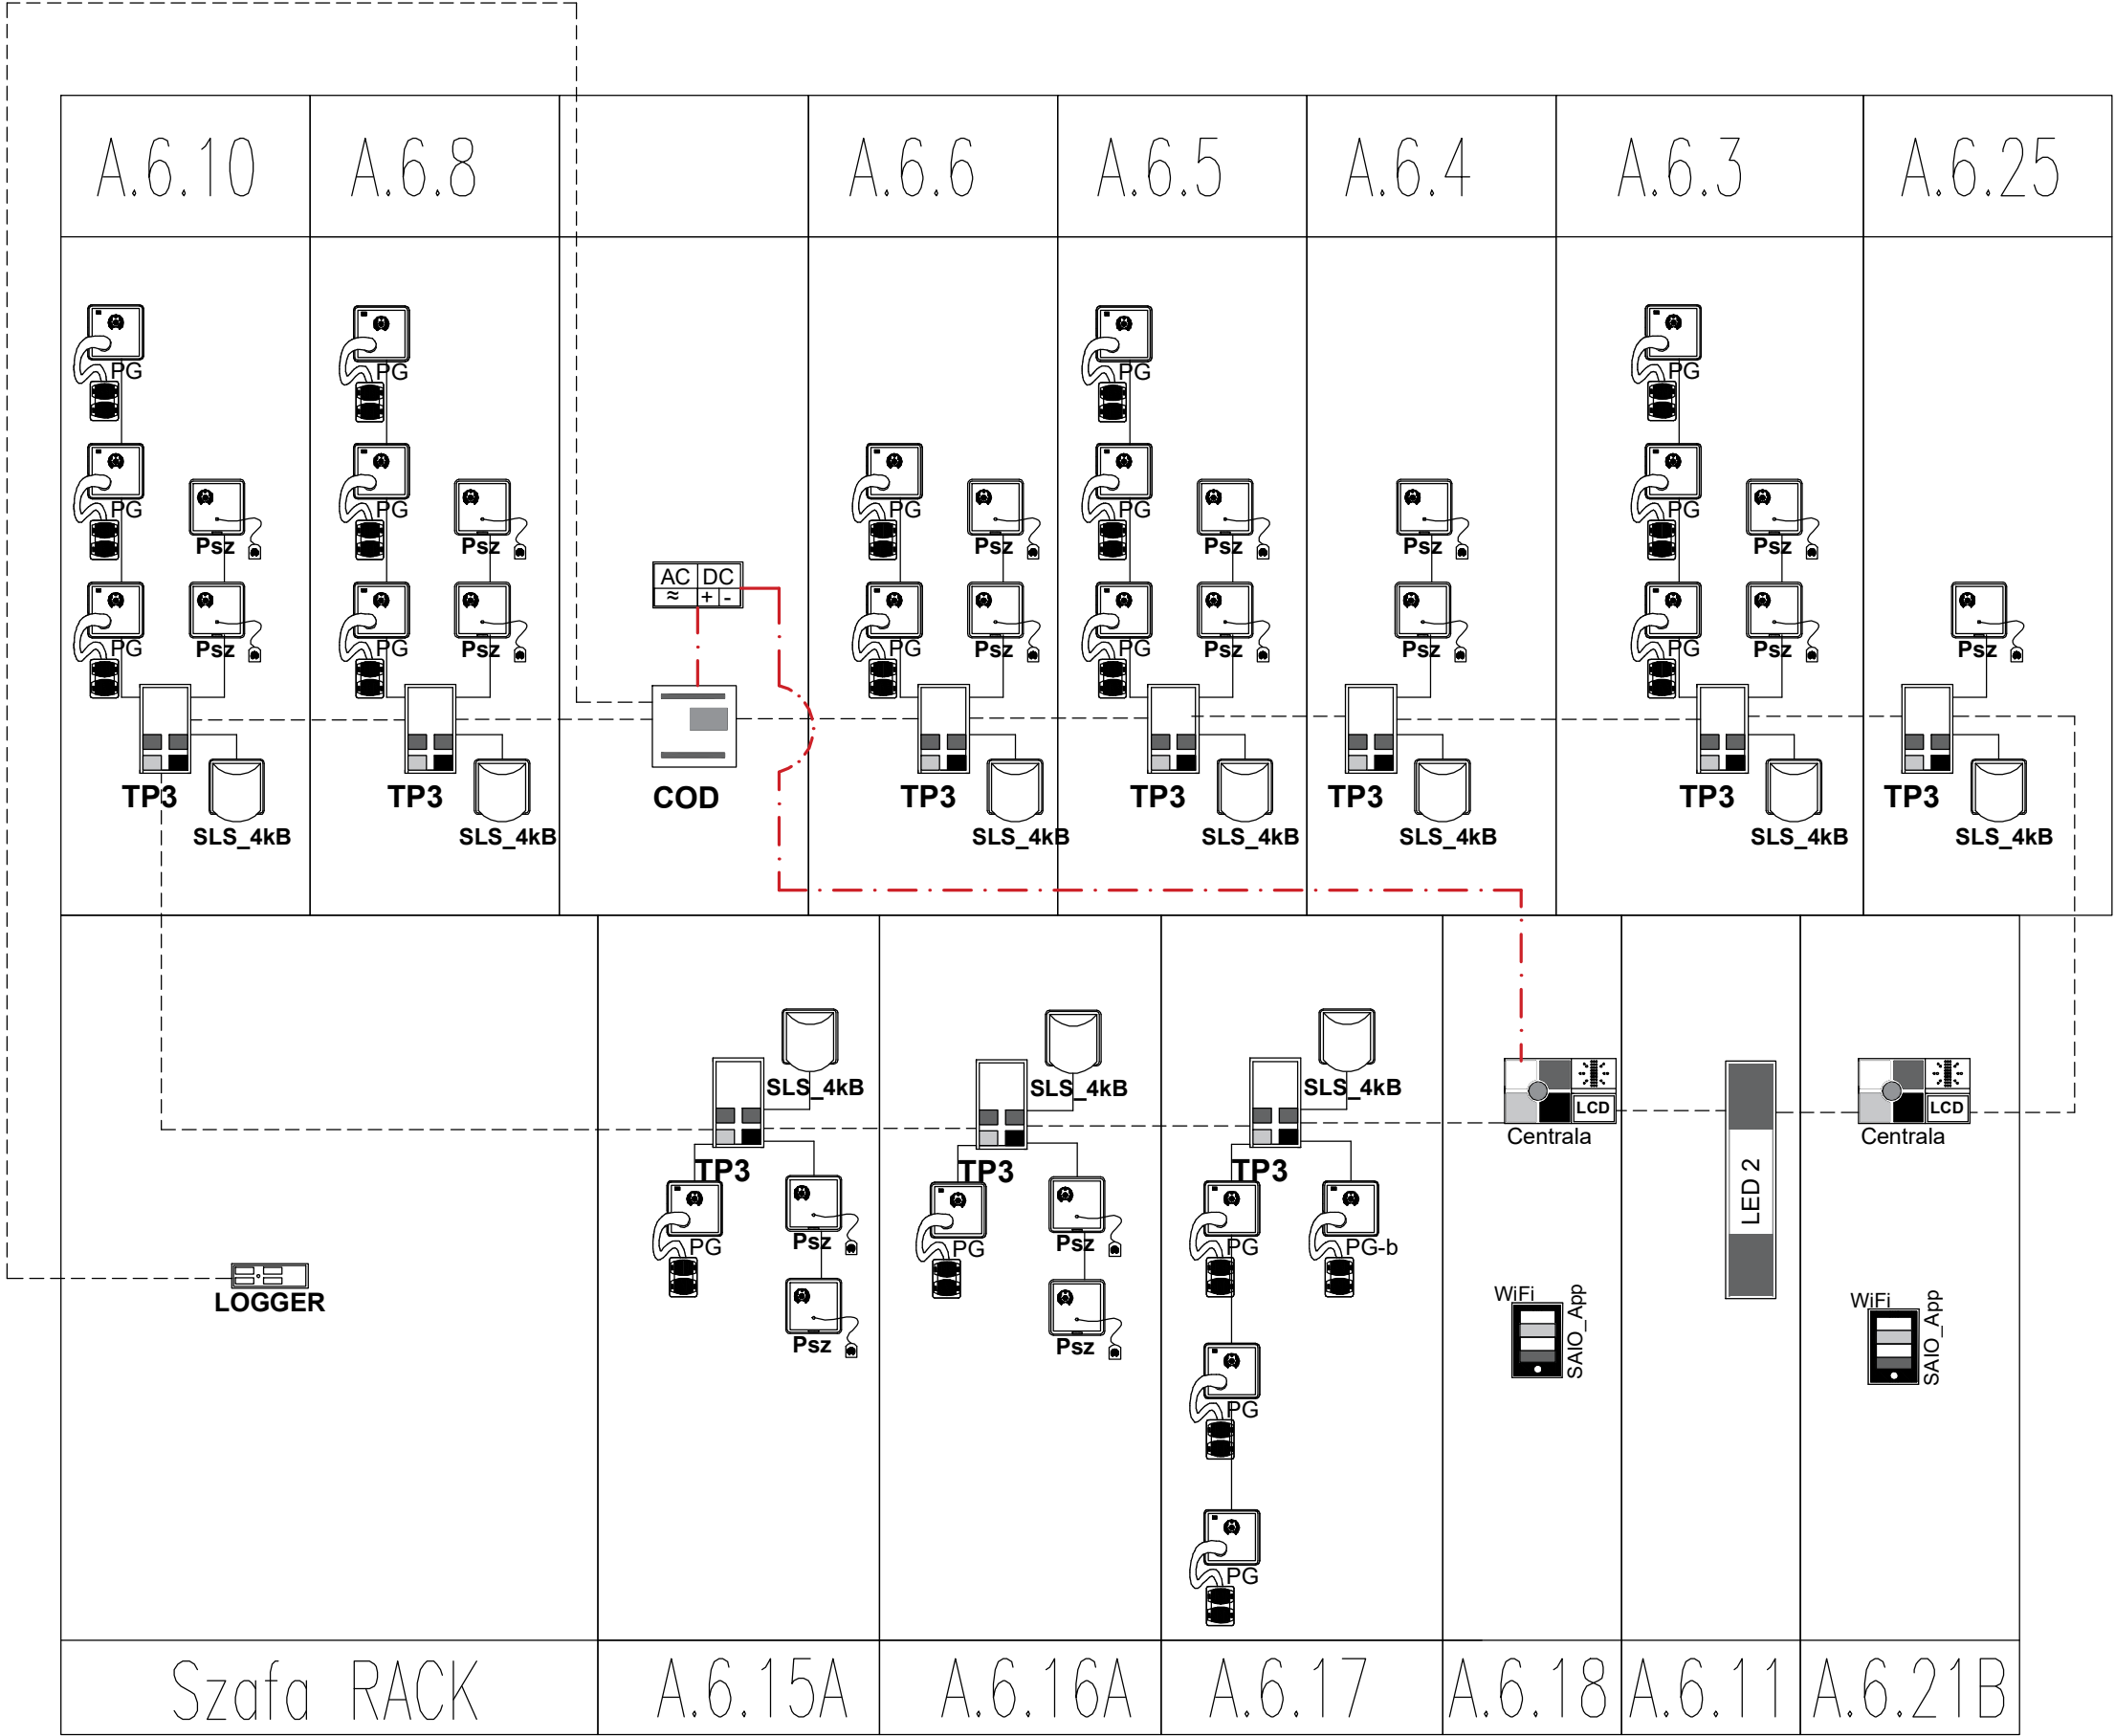 A.6.10 A.6.8 A.6.6 A.6.5 A.6.4 A.6.3 A.6.25
PG PG PG PG
PG PG PG PG PG
Psz Psz Psz Psz Psz Psz
AC DC
≈ + -
PG PG PG PG PG
Psz Psz Psz Psz Psz Psz Psz
TP3 TP3 COD TP3 TP3 TP3 TP3 TP3
SLS_4kB SLS_4kB SLS_4kB SLS_4kB SLS_4kB SLS_4kB SLS_4kB
SLS_4kB SLS_4kB SLS_4kB
LCD LCD
Centrala Centrala
TP3 TP3 TP3
LED 2
PG Psz PG Psz PG PG-b
LOGGER
WiFi WiFi
SAIO_App SAIO_App
Psz Psz
PG
PG
Szafa RACK A.6.15A A.6.16A A.6.17 A.6.18 A.6.11 A.6.21B